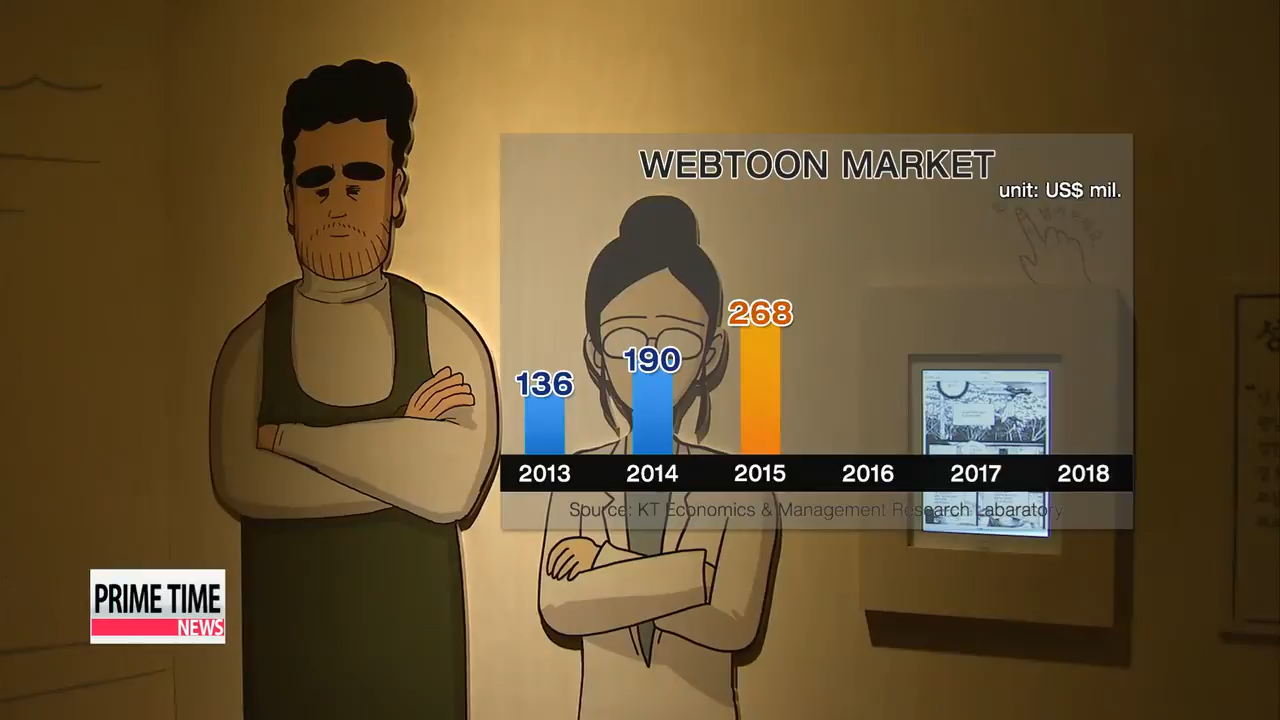 WEBTOON MARKET
unit: US$ mil.
268
190
136
2013 2014 2015 2016 2017 2018
Source: KT Economics & Management Research Labaratory
PRIME TIME
NEWS